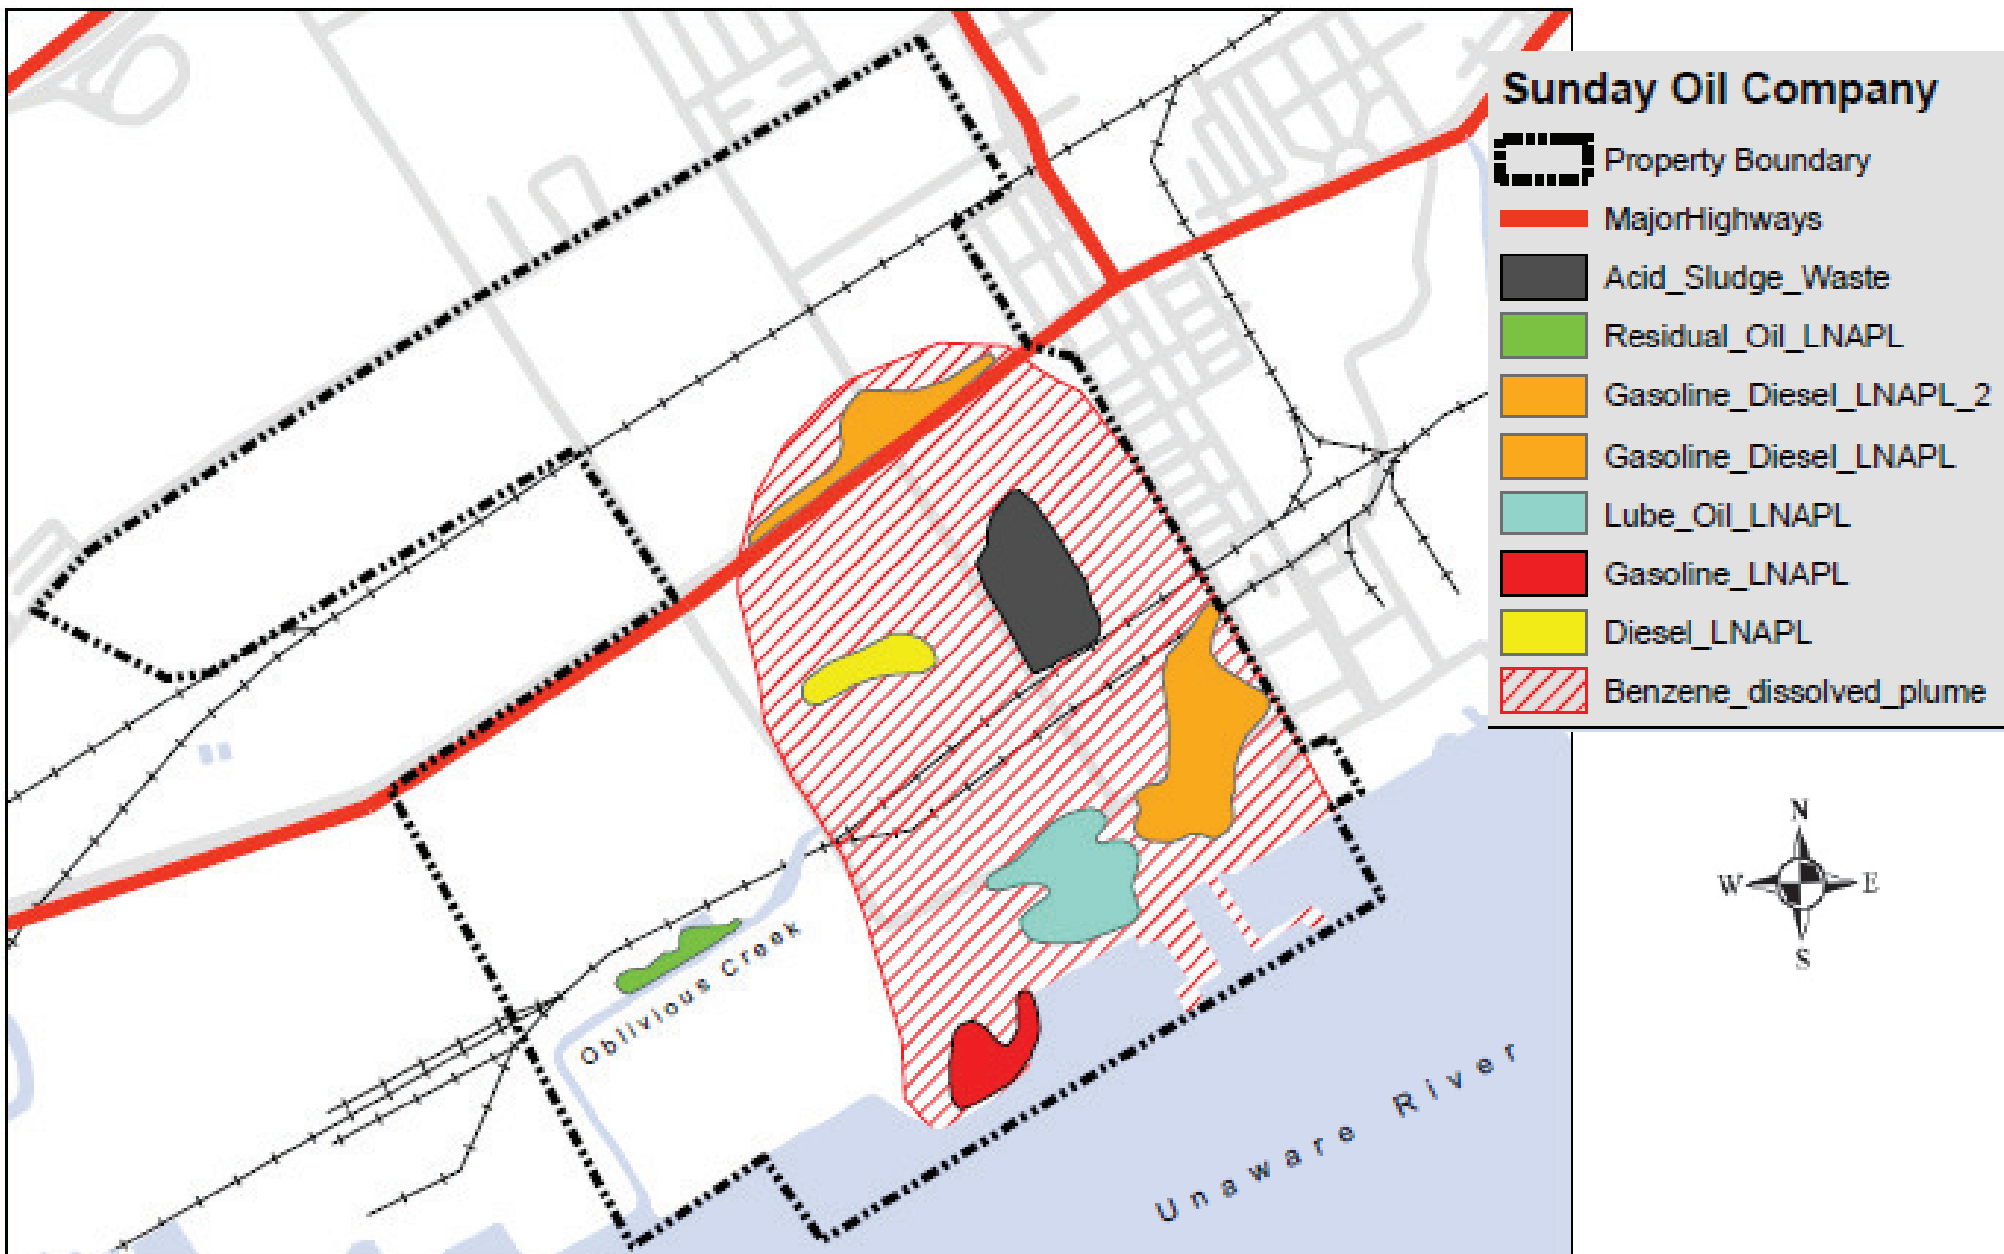 Sunday Oil Company
Property Boundary
MajorHighways
Acid_Sludge_Waste
Residual_Oil_LNAPL
Gasoline_Diesel_LNAPL_2
Gasoline_Diesel_LNAPL
Lube_Oil_LNAPL
Gasoline_LNAPL
Diesel_LNAPL
Benzene_dissolved_plume
N
W E
S
Oblivious Creek
Unaware River